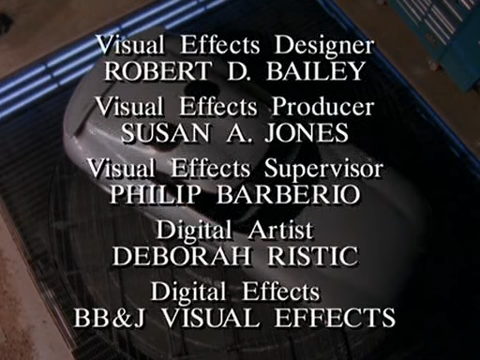 Visual Effects Designer
ROBERT D. BAILEY
Visual Effects Producer
SUSAN A. JONES
Visual Effects Supervisor
PHILIP BARBERIO
Digital Artist
DEBORAH RISTIC
Digital Effects
BB&J VISUAL EFFECTS